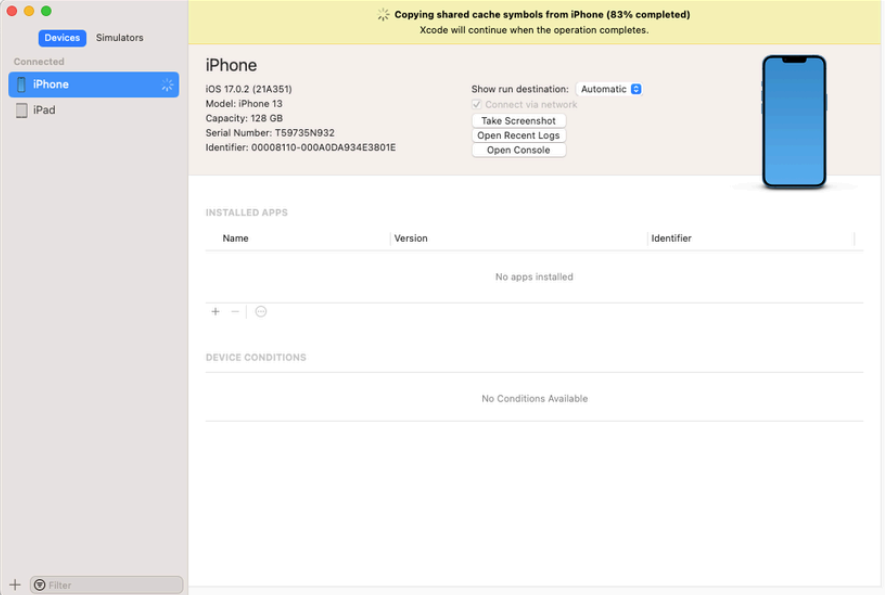 Copying shared cache symbols from iPhone (83% completed)
Xcode will continue when the operation completes.
Devices Simulators
Connected
iPhone
iPad
iPhone
iOS 17.0.2 (21A351)
Model: iPhone 13
Capacity: 128 GB
Serial Number: T59735N932
Identifier: 00008110-000A0DA934E3801E
Show run destination: Automatic
Connect via network
Take Screenshot
Open Recent Logs
Open Console
INSTALLED APPS
Name Version Identifier
No apps installed
DEVICE CONDITIONS
No Conditions Available
Filter